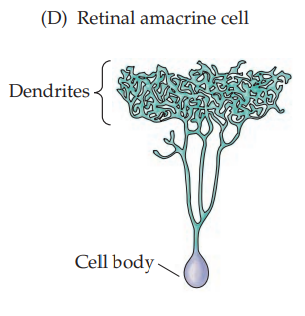 (D) Retinal amacrine cell
Dendrites
Cell body